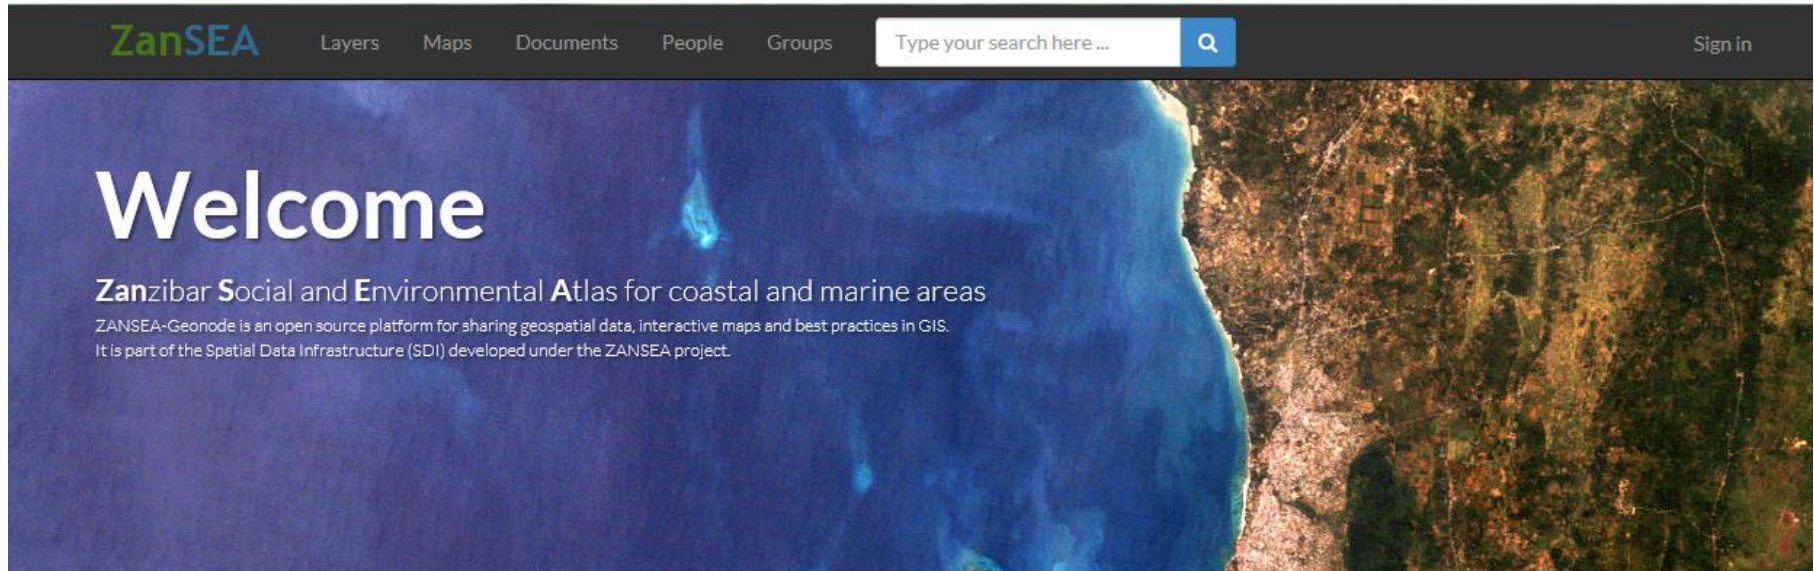 ZanSEA Layers Maps Documents People Groups Type your search here ... Sign in
Welcome
Zanzibar Social and Environmental Atlas for coastal and marine areas
ZANSEA-Geonode is an open source platform for sharing geospatial data, interactive maps and best practices in GIS.
It is part of the Spatial Data Infrastructure (SDI) developed under the ZANSEA project.